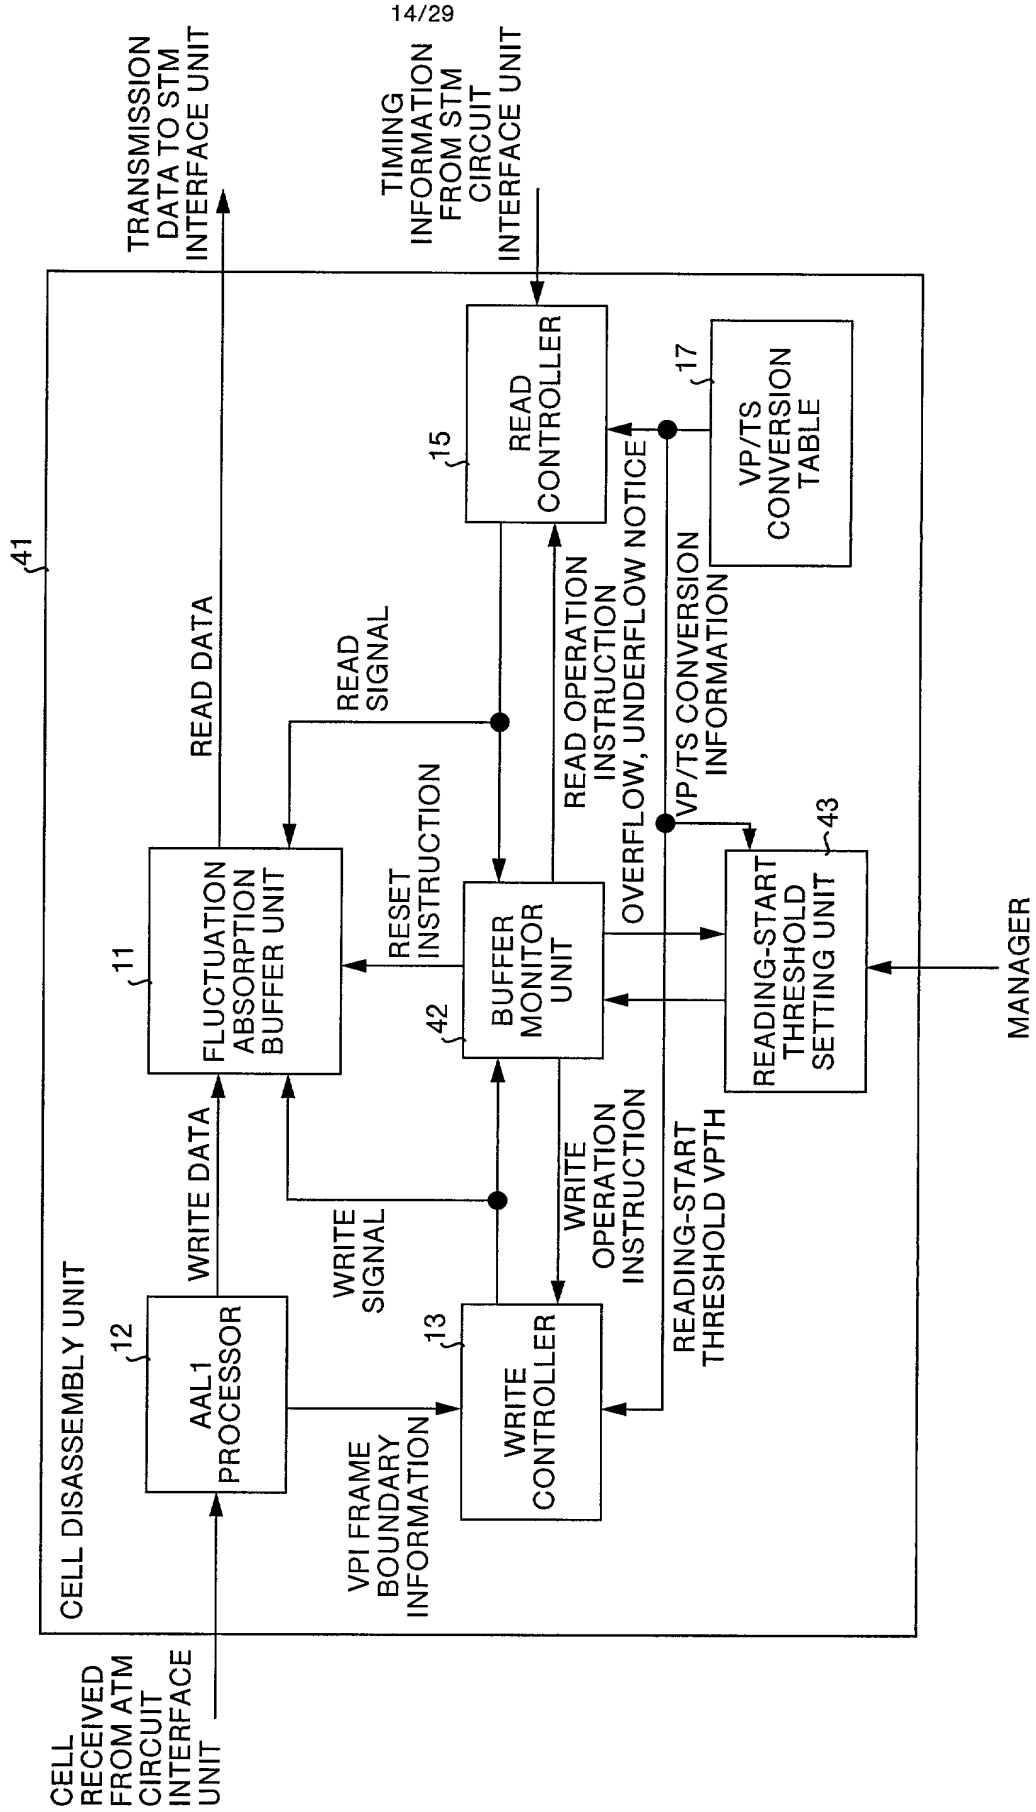 14/29
CELL
RECEIVED
FROM ATM
CIRCUIT
INTERFACE
UNIT
41
CELL DISASSEMBLY UNIT
12
AAL1
PROCESSOR
WRITE DATA
11
FLUCTUATION
ABSORPTION
BUFFER UNIT
READ DATA
TRANSMISSION
DATA TO STM
INTERFACE UNIT
VPI FRAME
BOUNDARY
INFORMATION
WRITE
SIGNAL
RESET
INSTRUCTION
READ
SIGNAL
TIMING
INFORMATION
FROM STM
CIRCUIT
INTERFACE UNIT
13
WRITE
CONTROLLER
42
BUFFER
MONITOR
UNIT
15
READ
CONTROLLER
WRITE
OPERATION
INSTRUCTION
READ OPERATION
INSTRUCTION
OVERFLOW, UNDERFLOW NOTICE
READING-START
THRESHOLD VPTH
VP/TS CONVERSION
INFORMATION
43
READING-START
THRESHOLD
SETTING UNIT
17
VP/TS
CONVERSION
TABLE
MANAGER